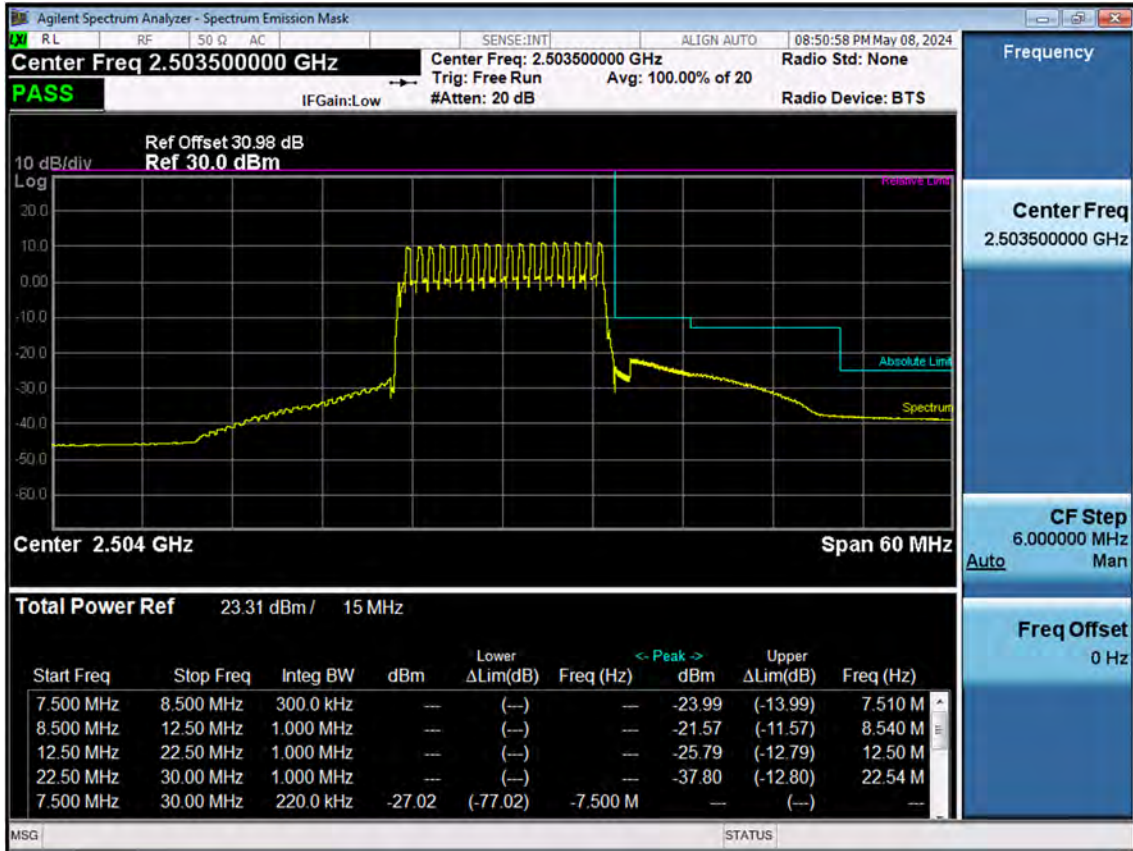 Agilent Spectrum Analyzer - Spectrum Emission Mask
LXI RL RF 50 Ω AC SENSE:INT ALIGN AUTO 08:50:58 PM May 08, 2024
Center Freq 2.503500000 GHz Center Freq: 2.503500000 GHz Radio Std: None
Trig: Free Run Avg: 100.00% of 20
PASS IFGain:Low #Atten: 20 dB Radio Device: BTS
Frequency
Ref Offset 30.98 dB
10 dB/div Ref 30.0 dBm
Log
Relative Limit
20.0
10.0
0.00
-10.0
-20.0
Absolute Limit
-30.0
Spectrum
-40.0
-50.0
-60.0
Center 2.504 GHz Span 60 MHz
Center Freq
2.503500000 GHz
CF Step
6.000000 MHz
Auto Man
Freq Offset
0 Hz
Total Power Ref 23.31 dBm / 15 MHz
Lower <- Peak -> Upper
Start Freq Stop Freq Integ BW dBm ΔLim(dB) Freq (Hz) dBm ΔLim(dB) Freq (Hz)
7.500 MHz 8.500 MHz 300.0 kHz --- (---) --- -23.99 (-13.99) 7.510 M
8.500 MHz 12.50 MHz 1.000 MHz --- (---) --- -21.57 (-11.57) 8.540 M
12.50 MHz 22.50 MHz 1.000 MHz --- (---) --- -25.79 (-12.79) 12.50 M
22.50 MHz 30.00 MHz 1.000 MHz --- (---) --- -37.80 (-12.80) 22.54 M
7.500 MHz 30.00 MHz 220.0 kHz -27.02 (-77.02) -7.500 M --- (---) ---
MSG STATUS